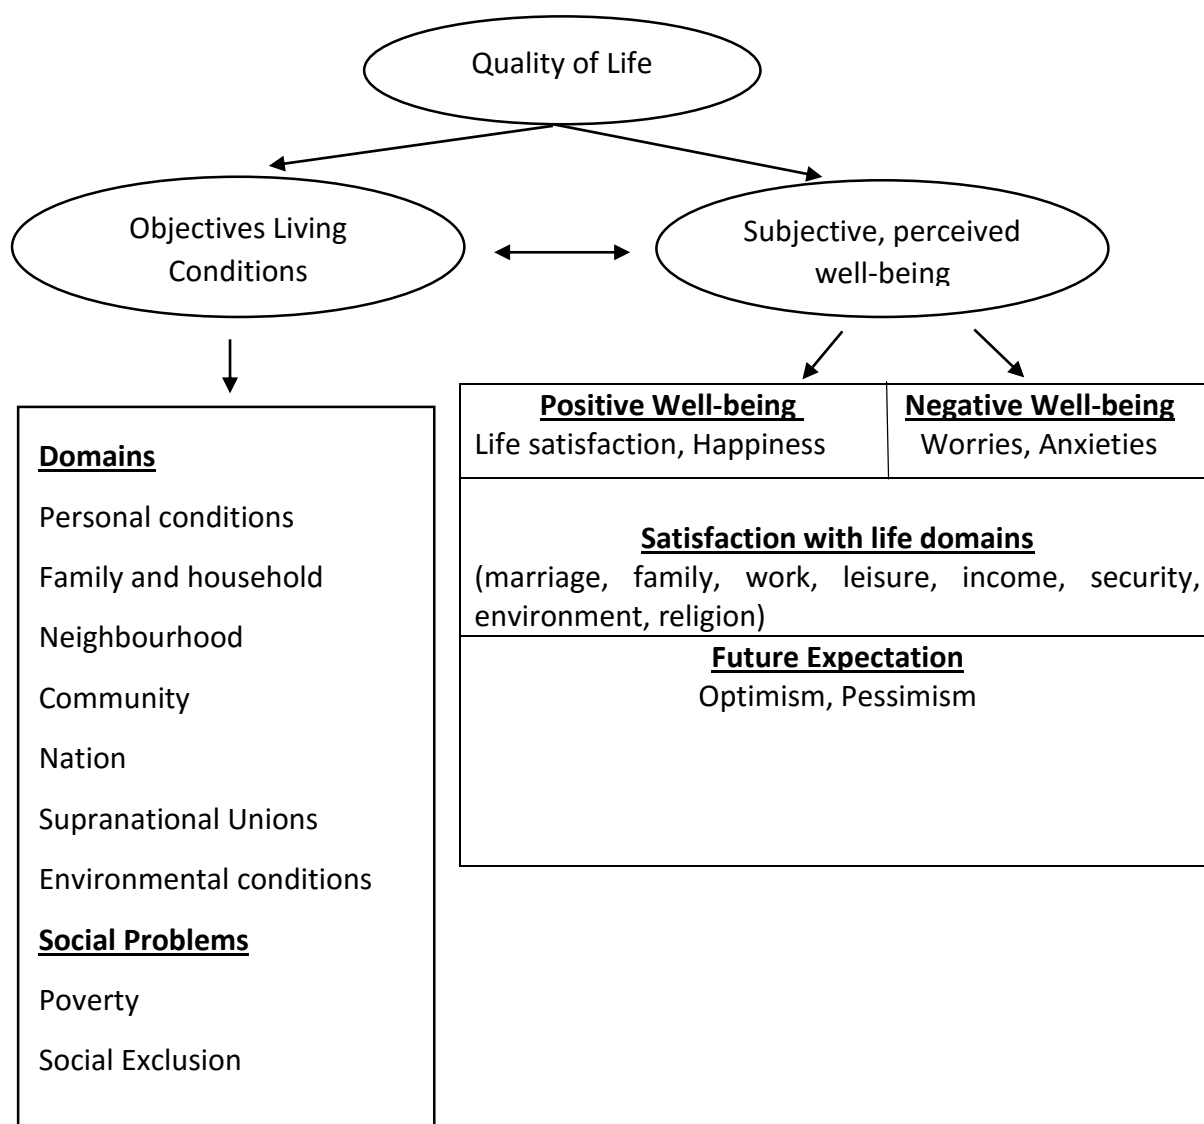 Quality of Life
Objectives Living
Conditions
Subjective, perceived
well-being
Domains
Personal conditions
Family and household
Neighbourhood
Community
Nation
Supranational Unions
Environmental conditions
Social Problems
Poverty
Social Exclusion
Positive Well-being
Life satisfaction, Happiness
Negative Well-being
Worries, Anxieties
Satisfaction with life domains
(marriage, family, work, leisure, income, security,
environment, religion)
Future Expectation
Optimism, Pessimism